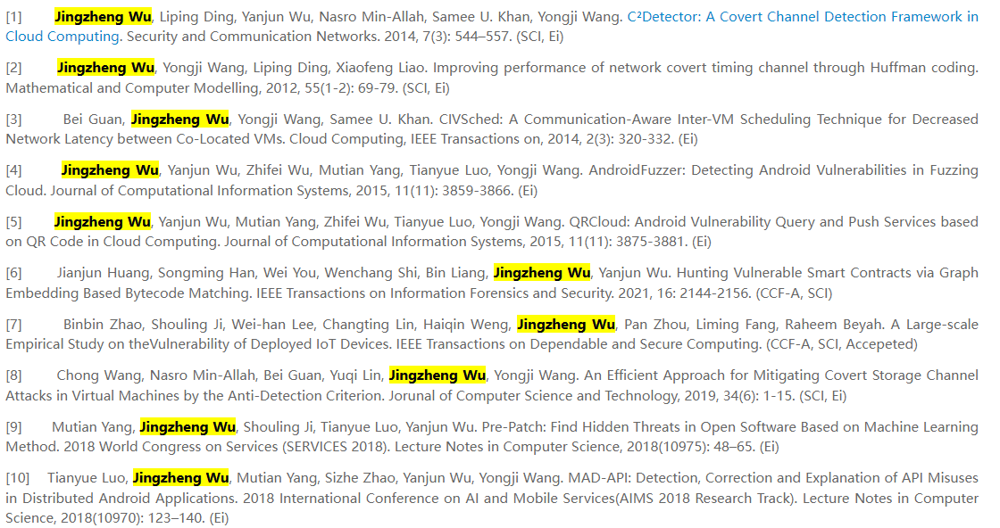 [1] Jingzheng Wu, Liping Ding, Yanjun Wu, Nasro Min-Allah, Samee U. Khan, Yongji Wang. C²Detector: A Covert Channel Detection Framework in
Cloud Computing. Security and Communication Networks. 2014, 7(3): 544–557. (SCI, Ei)
[2] Jingzheng Wu, Yongji Wang, Liping Ding, Xiaofeng Liao. Improving performance of network covert timing channel through Huffman coding.
Mathematical and Computer Modelling, 2012, 55(1-2): 69-79. (SCI, Ei)
[3] Bei Guan, Jingzheng Wu, Yongji Wang, Samee U. Khan. CIVSched: A Communication-Aware Inter-VM Scheduling Technique for Decreased
Network Latency between Co-Located VMs. Cloud Computing, IEEE Transactions on, 2014, 2(3): 320-332. (Ei)
[4] Jingzheng Wu, Yanjun Wu, Zhifei Wu, Mutian Yang, Tianyue Luo, Yongji Wang. AndroidFuzzer: Detecting Android Vulnerabilities in Fuzzing
Cloud. Journal of Computational Information Systems, 2015, 11(11): 3859-3866. (Ei)
[5] Jingzheng Wu, Yanjun Wu, Mutian Yang, Zhifei Wu, Tianyue Luo, Yongji Wang. QRCloud: Android Vulnerability Query and Push Services based
on QR Code in Cloud Computing. Journal of Computational Information Systems, 2015, 11(11): 3875-3881. (Ei)
[6] Jianjun Huang, Songming Han, Wei You, Wenchang Shi, Bin Liang, Jingzheng Wu, Yanjun Wu. Hunting Vulnerable Smart Contracts via Graph
Embedding Based Bytecode Matching. IEEE Transactions on Information Forensics and Security. 2021, 16: 2144-2156. (CCF-A, SCI)
[7] Binbin Zhao, Shouling Ji, Wei-han Lee, Changting Lin, Haiqin Weng, Jingzheng Wu, Pan Zhou, Liming Fang, Raheem Beyah. A Large-scale
Empirical Study on theVulnerability of Deployed IoT Devices. IEEE Transactions on Dependable and Secure Computing. (CCF-A, SCI, Accepeted)
[8] Chong Wang, Nasro Min-Allah, Bei Guan, Yuqi Lin, Jingzheng Wu, Yongji Wang. An Efficient Approach for Mitigating Covert Storage Channel
Attacks in Virtual Machines by the Anti-Detection Criterion. Jorunal of Computer Science and Technology, 2019, 34(6): 1-15. (SCI, Ei)
[9] Mutian Yang, Jingzheng Wu, Shouling Ji, Tianyue Luo, Yanjun Wu. Pre-Patch: Find Hidden Threats in Open Software Based on Machine Learning
Method. 2018 World Congress on Services (SERVICES 2018). Lecture Notes in Computer Science, 2018(10975): 48–65. (Ei)
[10] Tianyue Luo, Jingzheng Wu, Mutian Yang, Sizhe Zhao, Yanjun Wu, Yongji Wang. MAD-API: Detection, Correction and Explanation of API Misuses
in Distributed Android Applications. 2018 International Conference on AI and Mobile Services(AIMS 2018 Research Track). Lecture Notes in Computer
Science, 2018(10970): 123–140. (Ei)